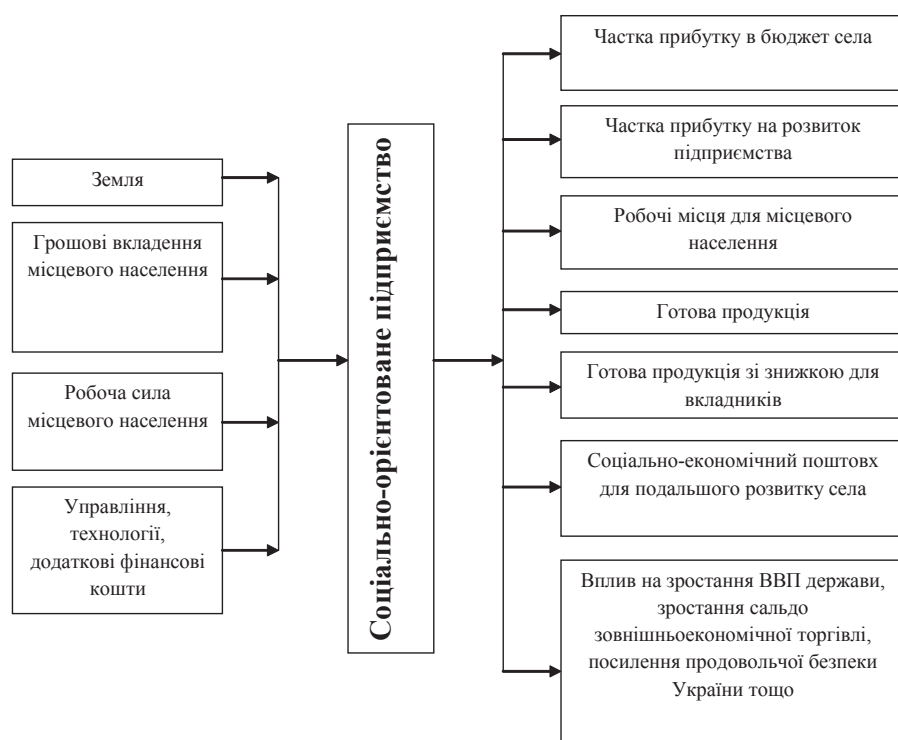 Земля
Грошові вкладення
місцевого населення
Робоча сила
місцевого населення
Управління,
технології,
додаткові фінансові
кошти
Соціально-орієнтоване підприємство
Частка прибутку в бюджет села
Частка прибутку на розвиток
підприємства
Робочі місця для місцевого
населення
Готова продукція
Готова продукція зі знижкою для
вкладників
Соціально-економічний поштовх
для подальшого розвитку села
Вплив на зростання ВВП держави,
зростання сальдо
зовнішньоекономічної торгівлі,
посилення продовольчої безпеки
України тощо